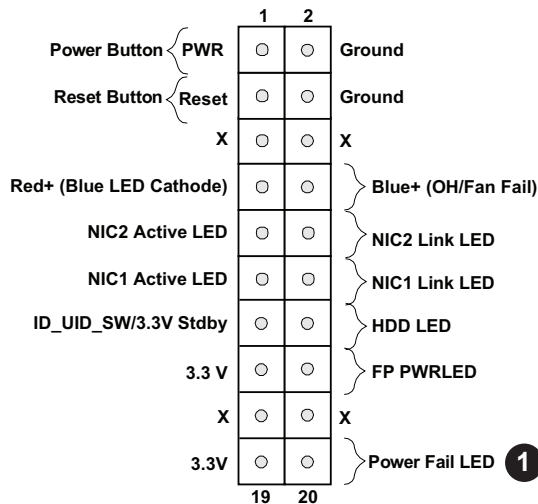 1 2
Power Button PWR Ground
Reset Button Reset Ground
X X
Red+ (Blue LED Cathode) Blue+ (OH/Fan Fail)
NIC2 Active LED NIC2 Link LED
NIC1 Active LED NIC1 Link LED
ID_UID_SW/3.3V Stdby HDD LED
3.3 V FP PWRLED
X X
3.3V Power Fail LED 1
19 20